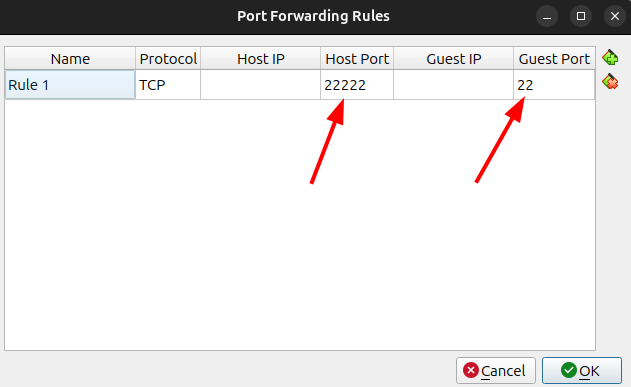 Port Forwarding Rules
Name Protocol Host IP Host Port Guest IP Guest Port
Rule 1 TCP 22222 22
Cancel OK